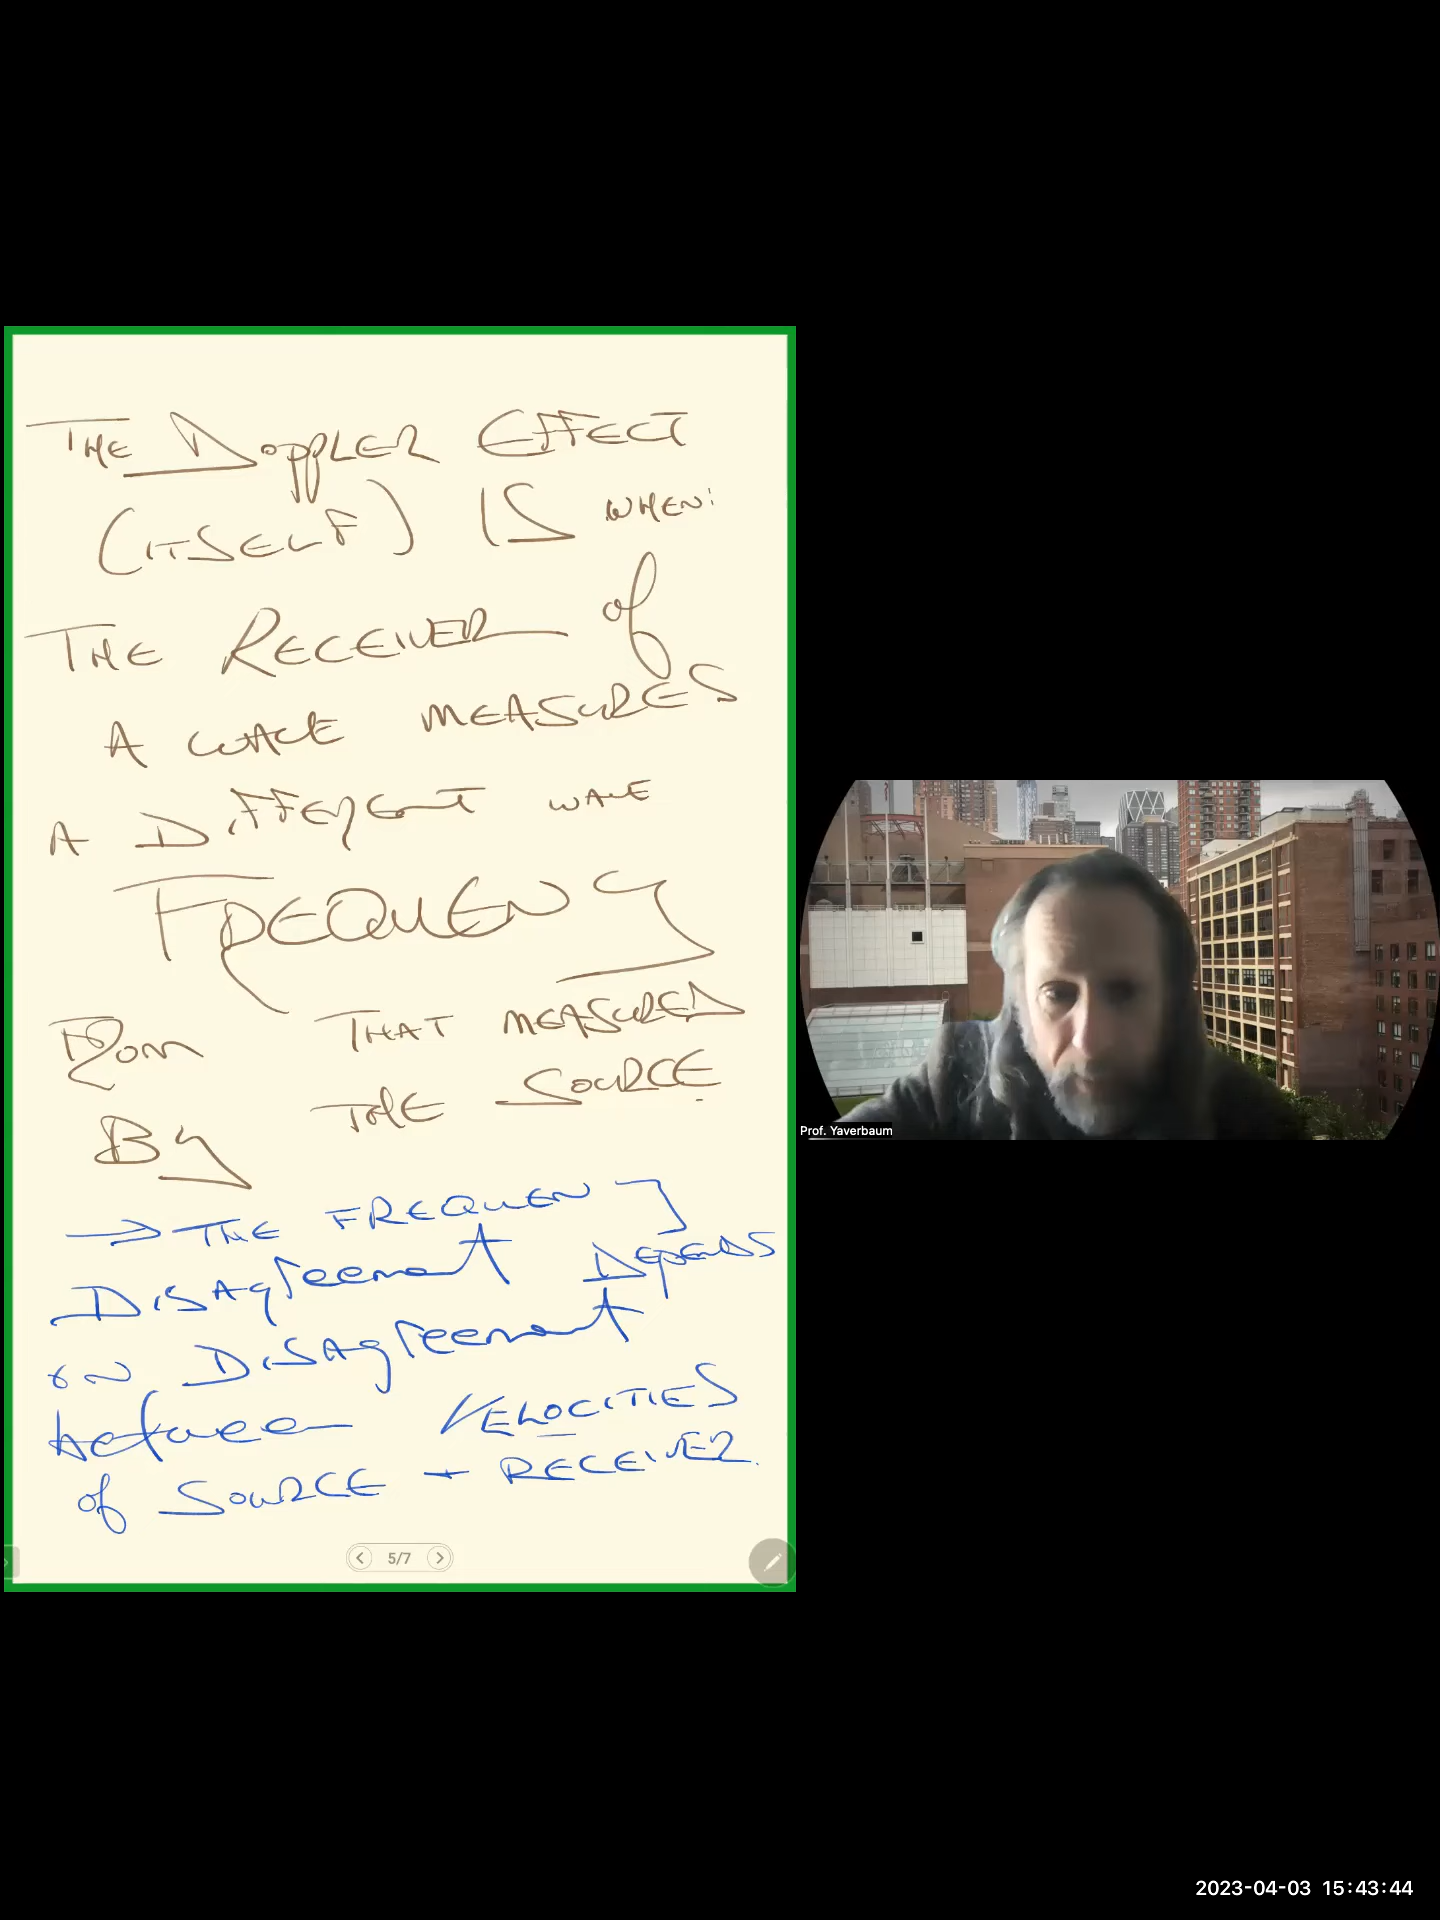 THE DOPPLER EFFECT
(ITSELF) IS WHEN:
THE RECEIVER of
A WAVE MEASURES
A DIFFERENT WAVE
FREQUENCY
FROM THAT MEASURED
BY THE SOURCE.
→ THE FREQUENCY
DISAGreement DEPENDS
ON DISAGreement
between VELOCITIES
of SOURCE + RECEIVER.
5/7
Prof. Yaverbaum
2023-04-03 15:43:44